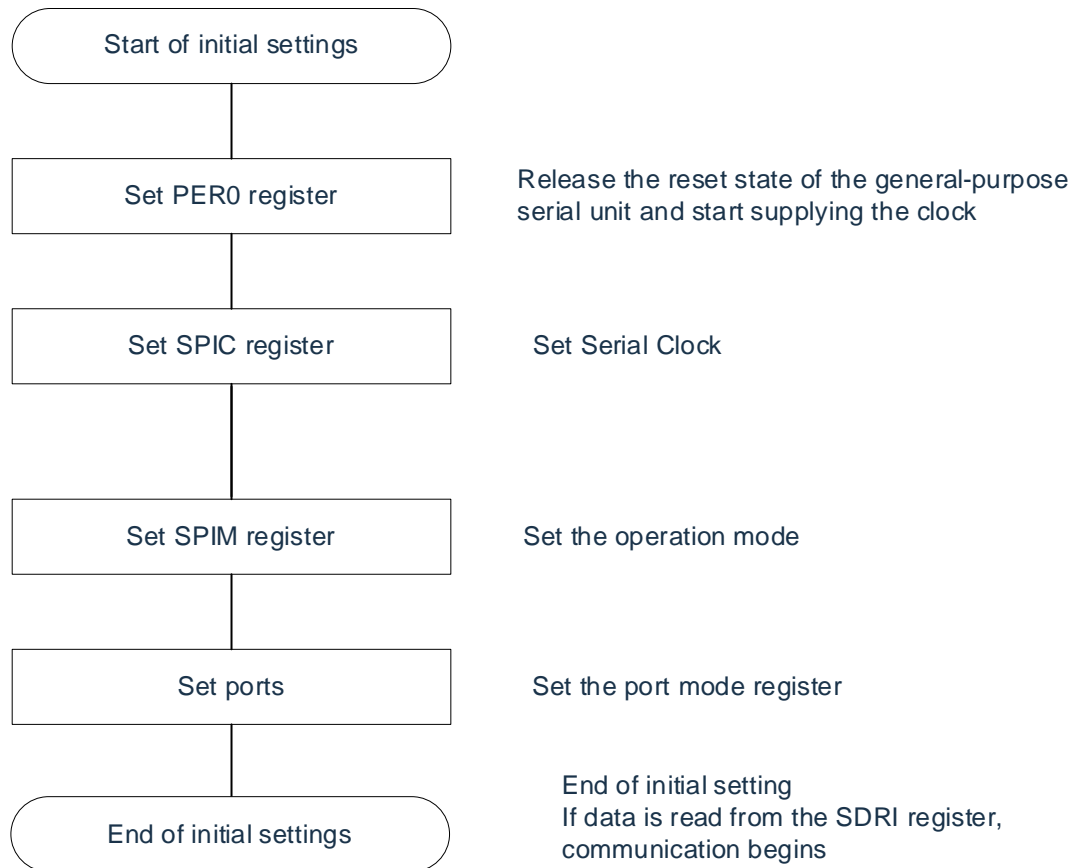 Start of initial settings
Set PER0 register
Release the reset state of the general-purpose
serial unit and start supplying the clock
Set SPIC register
Set Serial Clock
Set SPIM register
Set the operation mode
Set ports
Set the port mode register
End of initial settings
End of initial setting
If data is read from the SDRI register,
communication begins